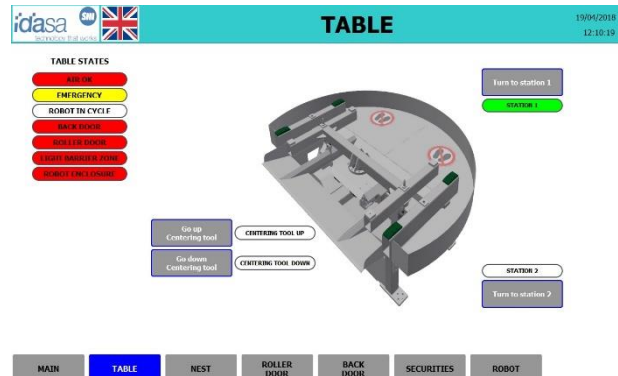 idasa
SMI
technology that works
TABLE
19/04/2018
12:10:19
TABLE STATES
AIR OK
EMERGENCY
ROBOT IN CYCLE
BACK DOOR
ROLLER DOOR
LIGHT BARRIER ZONE
ROBOT ENCLOSURE
Turn to station 1
STATION 1
Go up
Centering tool
CENTERING TOOL UP
Go down
Centering tool
CENTERING TOOL DOWN
STATION 2
Turn to station 2
MAIN
TABLE
NEST
ROLLER
DOOR
BACK
DOOR
SECURITIES
ROBOT